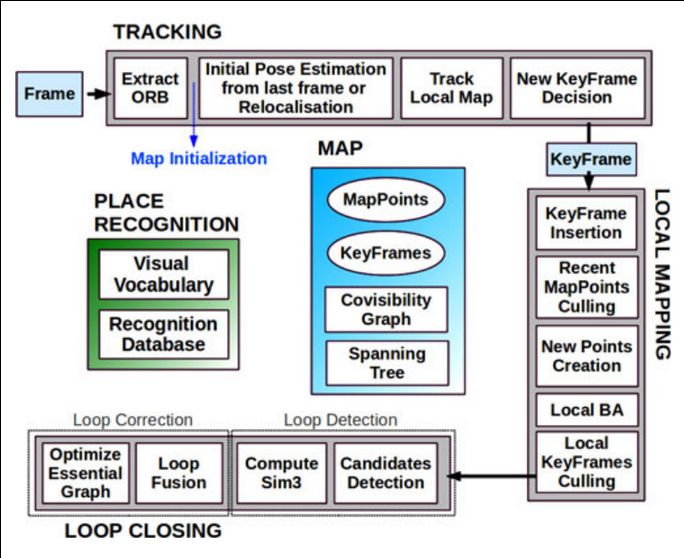 TRACKING
Frame
Extract
ORB
Initial Pose Estimation
from last frame or
Relocalisation
Track
Local Map
New KeyFrame
Decision
Map Initialization
KeyFrame
MAP
MapPoints
KeyFrames
Covisibility
Graph
Spanning
Tree
PLACE
RECOGNITION
Visual
Vocabulary
Recognition
Database
LOCAL MAPPING
KeyFrame
Insertion
Recent
MapPoints
Culling
New Points
Creation
Local BA
Local
KeyFrames
Culling
Loop Correction
Loop Detection
Optimize
Essential
Graph
Loop
Fusion
Compute
Sim3
Candidates
Detection
LOOP CLOSING